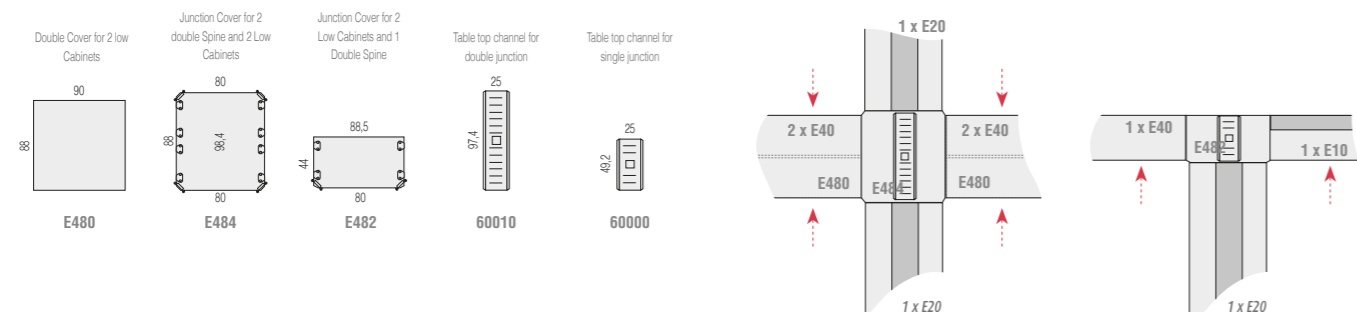 Double Cover for 2 low
Cabinets
90
88
E480
Junction Cover for 2
double Spine and 2 Low
Cabinets
80
88
98,4
80
E484
Junction Cover for 2
Low Cabinets and 1
Double Spine
88,5
44
80
E482
Table top channel for
double junction
25
97,4
60010
Table top channel for
single junction
25
49,2
60000
1 x E20
2 x E40
2 x E40
E480
E484
E480
1 x E20
1 x E40
E482
1 x E10
1 x E20